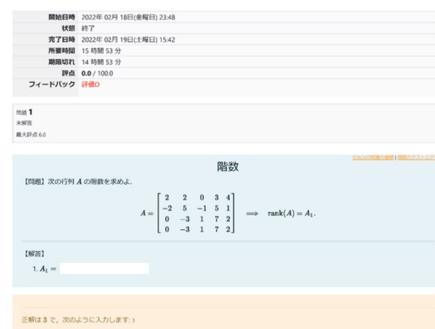 開始日時 2022年 02月 18日(金曜日) 23:48
状態 終了
完了日時 2022年 02月 19日(土曜日) 15:42
所要時間 15 時間 53 分
期限切れ 14 時間 53 分
評点 0.0 / 100.0
フィードバック 評価D
問題 1
未解答
最大評点 6.0
階数
【問題】次の行列 A の階数を求めよ.
A = [2 2 0 3 4
-2 5 -1 5 1
0 -3 1 7 2
0 -3 1 7 2] ⟹ rank(A) = A₁.
【解答】
1. A₁ =
正解は 3 で、次のように入力します: 3